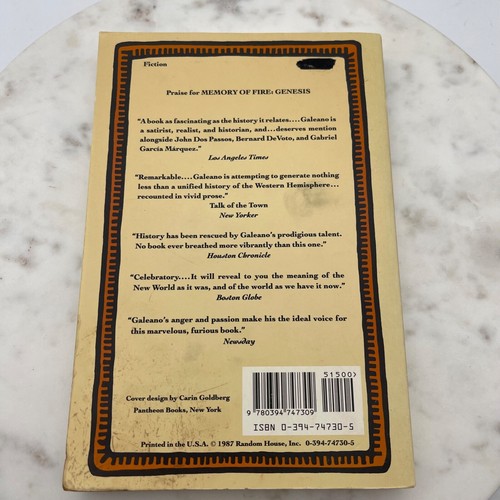 Fiction
Praise for MEMORY OF FIRE: GENESIS
"A book as fascinating as the history it relates....Galeano is
a satirist, realist, and historian, and...deserves mention
alongside John Dos Passos, Bernard DeVoto, and Gabriel
García Márquez."
Los Angeles Times
"Remarkable....Galeano is attempting to generate nothing
less than a unified history of the Western Hemisphere...
recounted in vivid prose."
Talk of the Town
New Yorker
"History has been rescued by Galeano's prodigious talent.
No book ever breathed more vibrantly than this one."
Houston Chronicle
"Celebratory....It will reveal to you the meaning of the
New World as it was, and of the world as we have it now."
Boston Globe
"Galeano's anger and passion make his the ideal voice for
this marvelous, furious book."
Newsday
51500>
Cover design by Carin Goldberg
Pantheon Books, New York
9 780394 747309
ISBN 0-394-74730-5
Printed in the U.S.A. © 1987 Random House, Inc. 0-394-74730-5